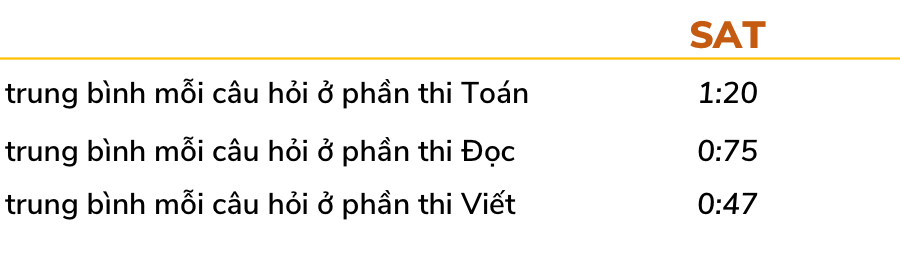 SAT
trung bình mỗi câu hỏi ở phần thi Toán 1:20
trung bình mỗi câu hỏi ở phần thi Đọc 0:75
trung bình mỗi câu hỏi ở phần thi Viết 0:47